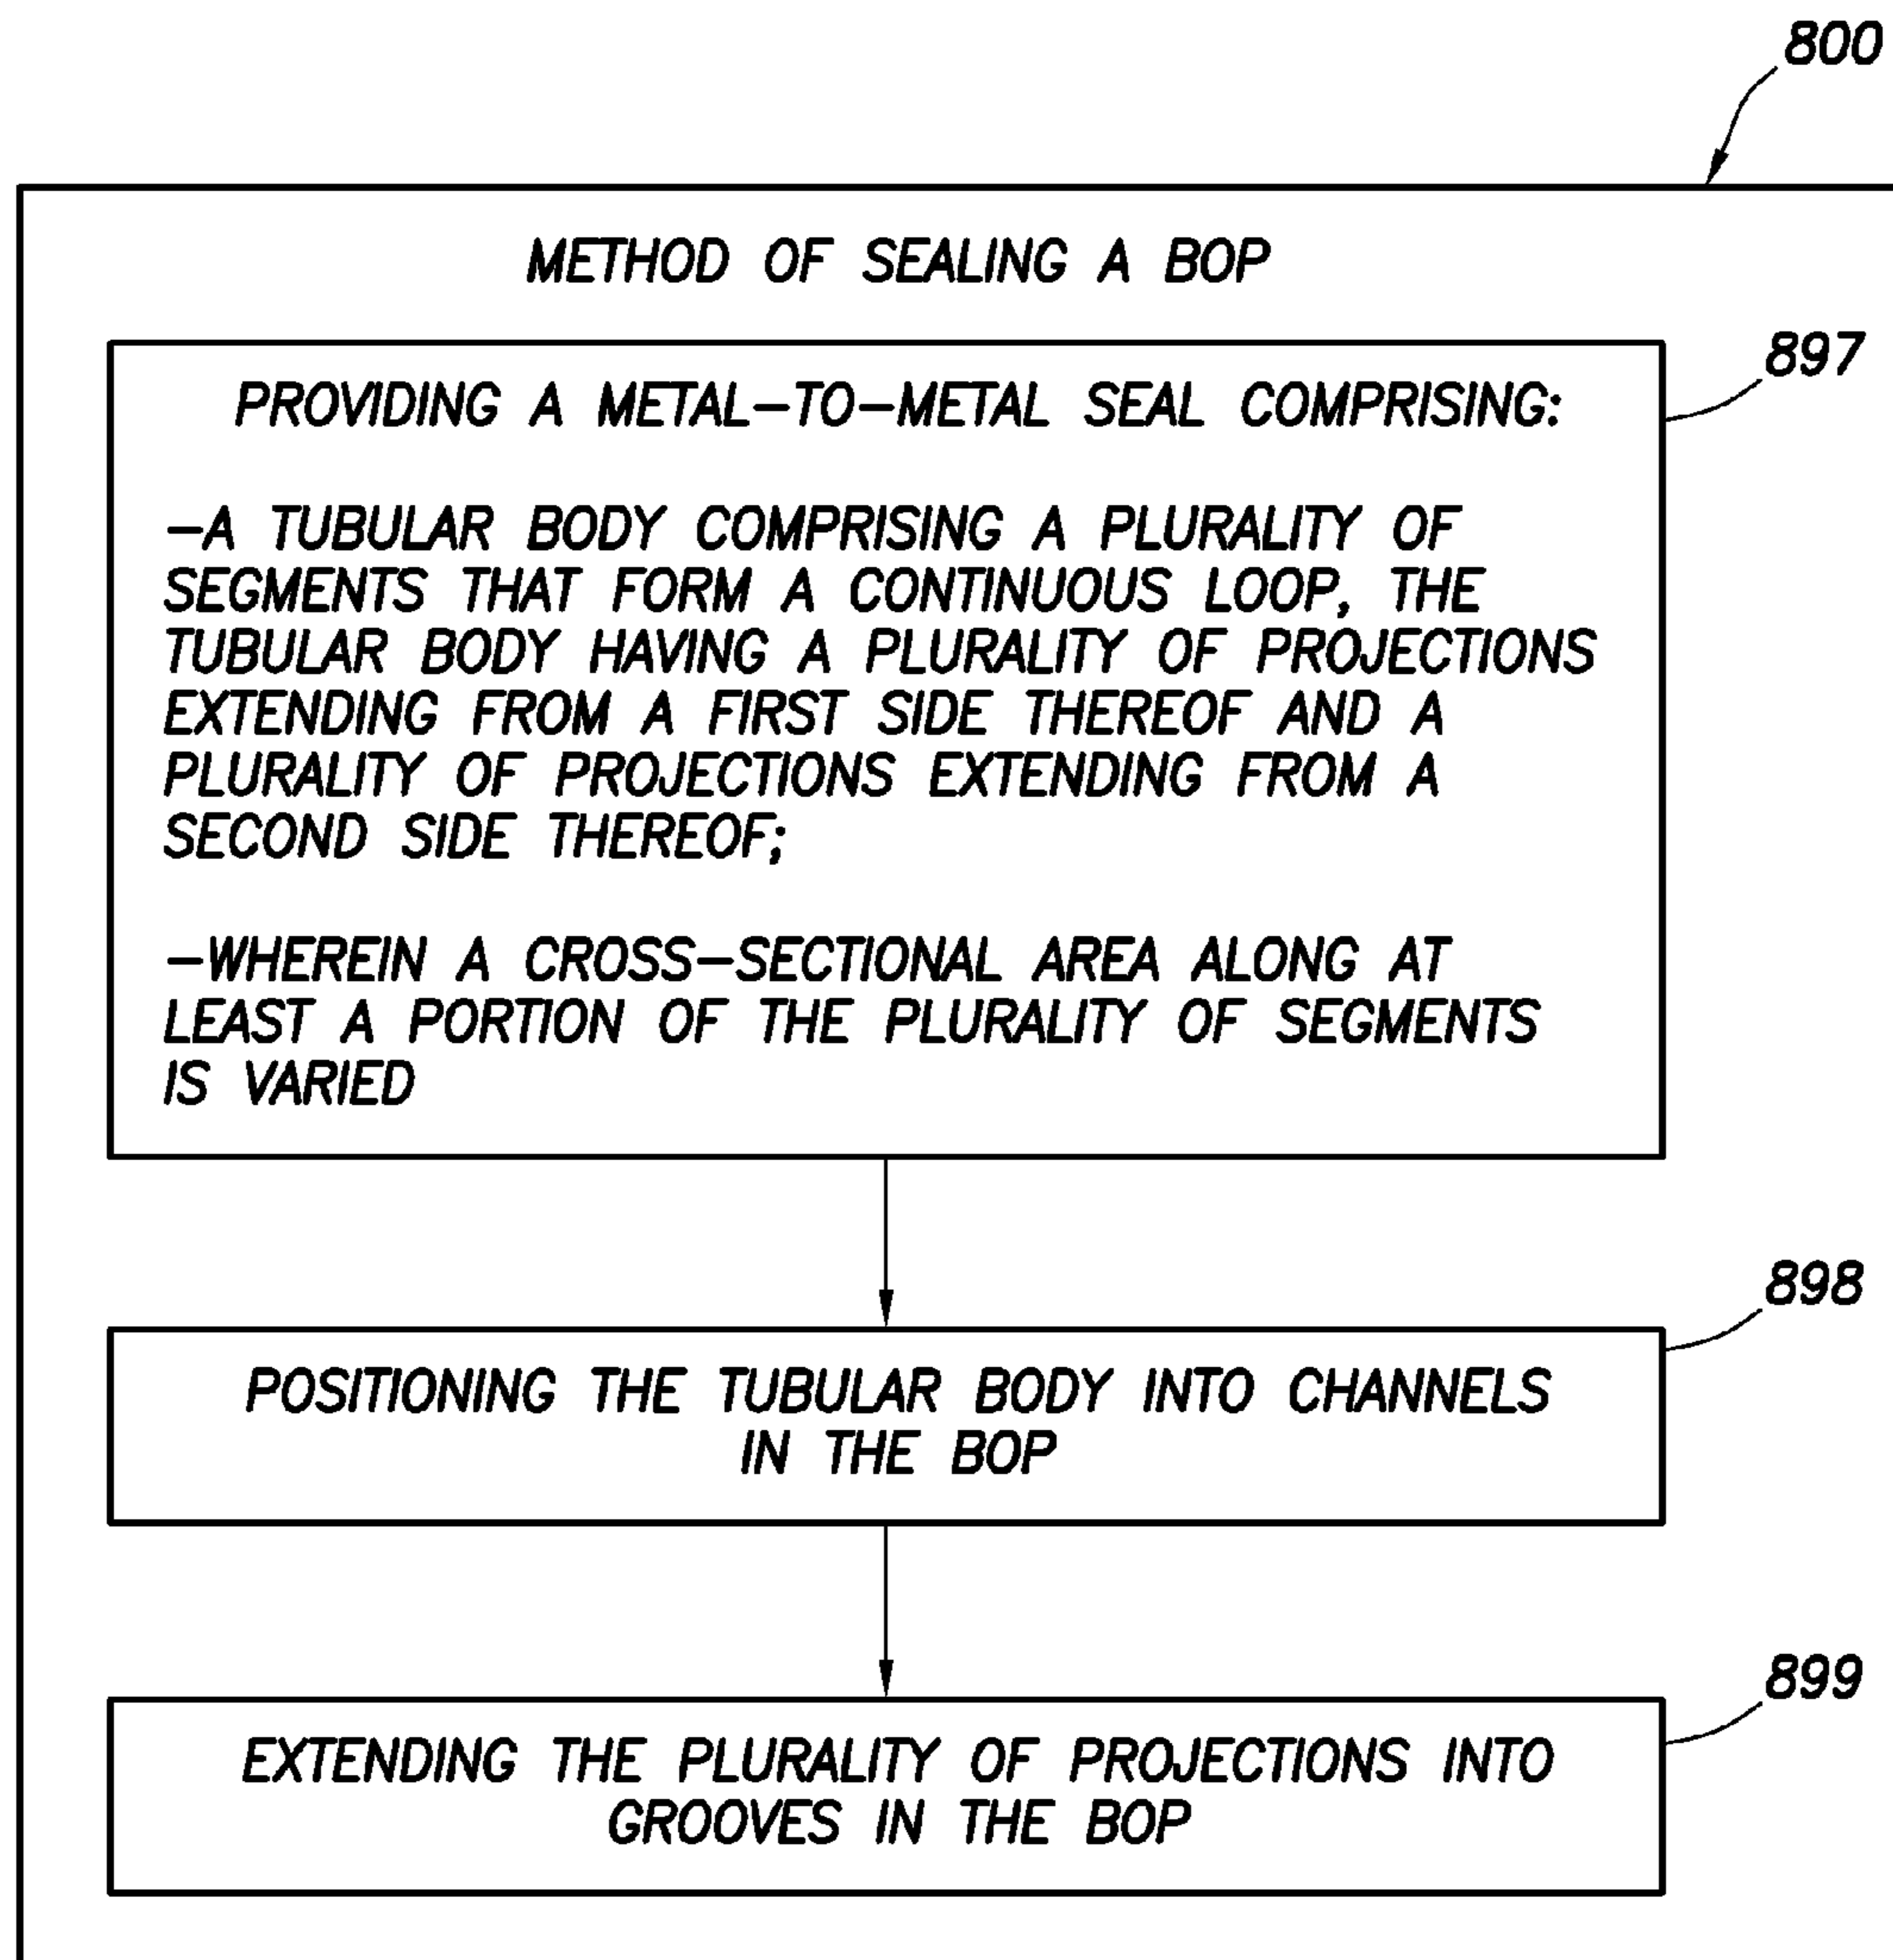 800
METHOD OF SEALING A BOP
897
PROVIDING A METAL-TO-METAL SEAL COMPRISING:
-A TUBULAR BODY COMPRISING A PLURALITY OF
SEGMENTS THAT FORM A CONTINUOUS LOOP, THE
TUBULAR BODY HAVING A PLURALITY OF PROJECTIONS
EXTENDING FROM A FIRST SIDE THEREOF AND A
PLURALITY OF PROJECTIONS EXTENDING FROM A
SECOND SIDE THEREOF;
-WHEREIN A CROSS-SECTIONAL AREA ALONG AT
LEAST A PORTION OF THE PLURALITY OF SEGMENTS
IS VARIED
898
POSITIONING THE TUBULAR BODY INTO CHANNELS
IN THE BOP
899
EXTENDING THE PLURALITY OF PROJECTIONS INTO
GROOVES IN THE BOP